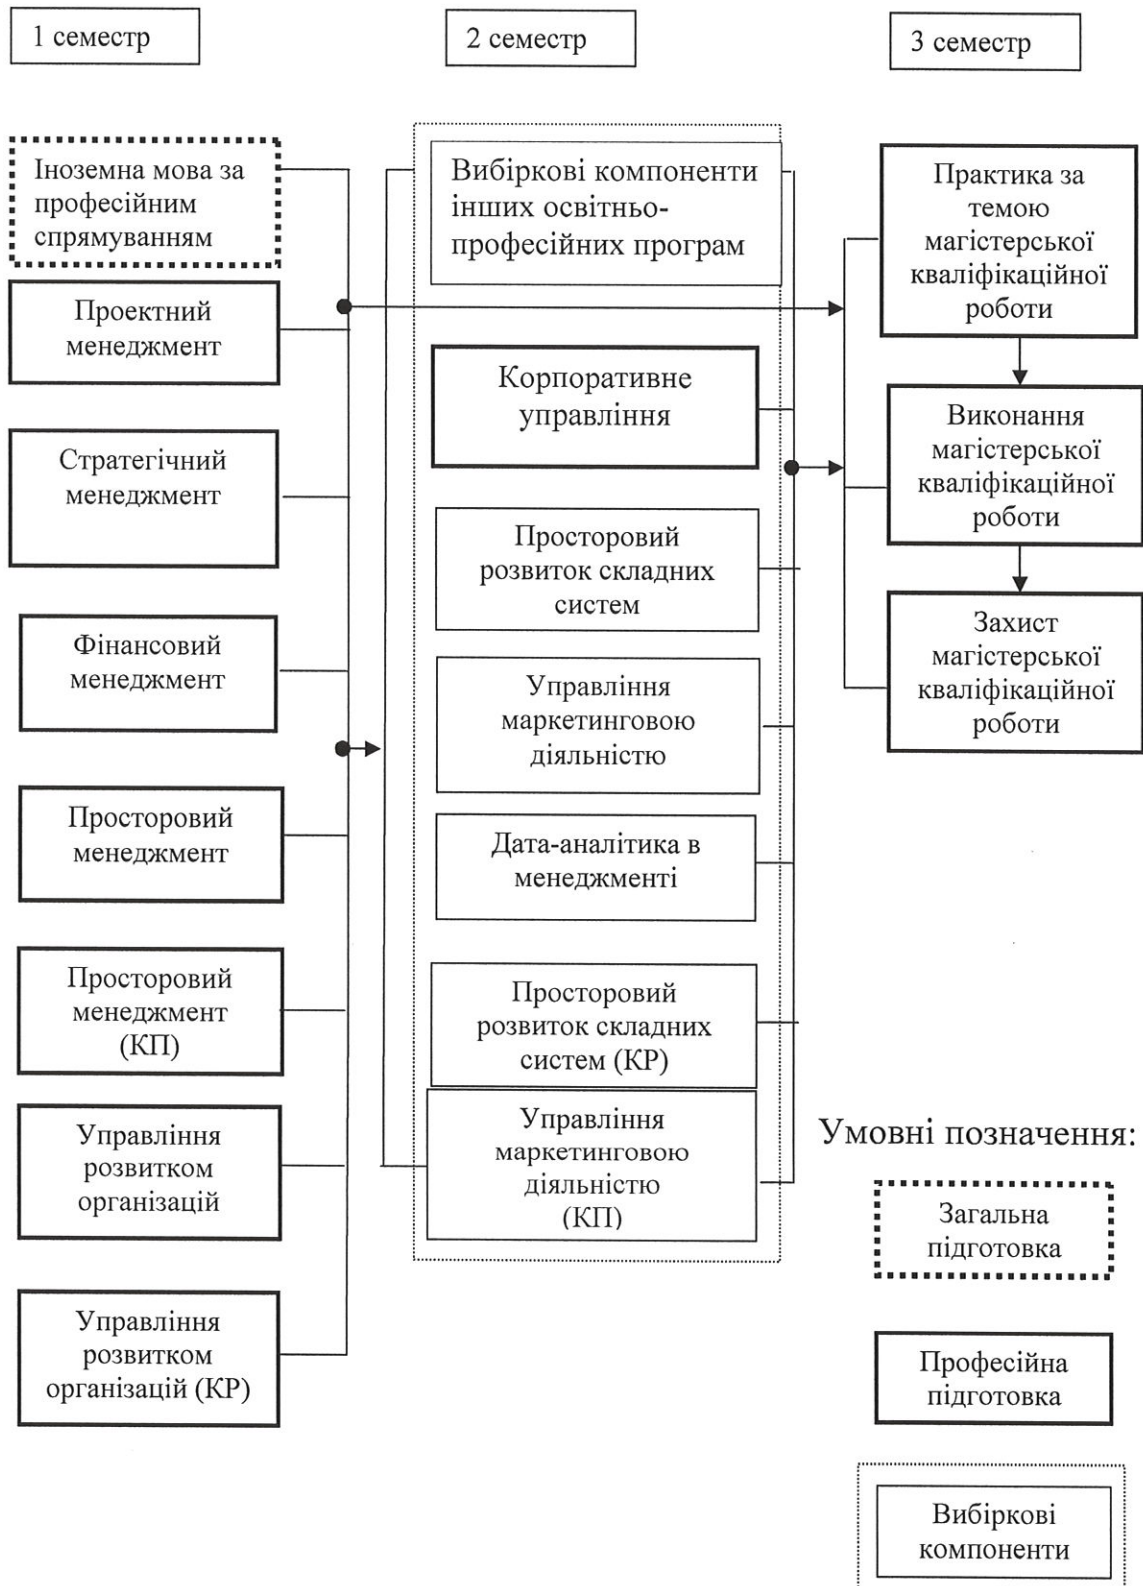 1 семестр
2 семестр
3 семестр
Іноземна мова за
професійним
спрямуванням
Проектний
менеджмент
Стратегічний
менеджмент
Фінансовий
менеджмент
Просторовий
менеджмент
Просторовий
менеджмент
(КП)
Управління
розвитком
організацій
Управління
розвитком
організацій (КР)
Вибіркові компоненти
інших освітньо-
професійних програм
Корпоративне
управління
Просторовий
розвиток складних
систем
Управління
маркетинговою
діяльністю
Дата-аналітика в
менеджменті
Просторовий
розвиток складних
систем (КР)
Управління
маркетинговою
діяльністю
(КП)
Практика за
темою
магістерської
кваліфікаційної
роботи
Виконання
магістерської
кваліфікаційної
роботи
Захист
магістерської
кваліфікаційної
роботи
Умовні позначення:
Загальна
підготовка
Професійна
підготовка
Вибіркові
компоненти